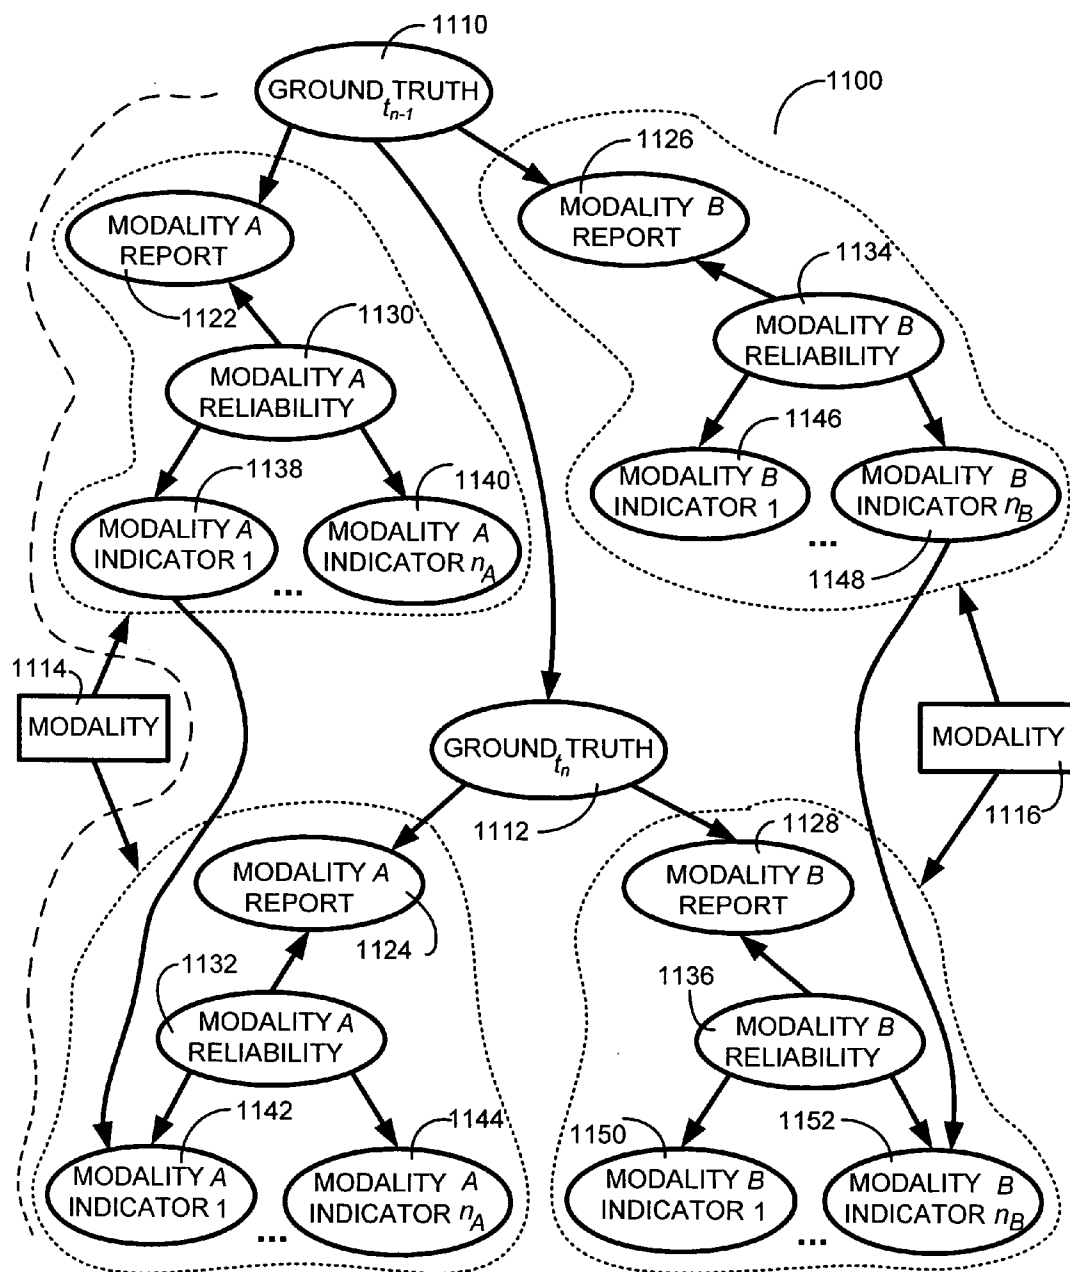 1110
GROUND TRUTH
t_{n-1}
1100
1126
MODALITY B
REPORT
MODALITY A
REPORT
1134
1122
1130
MODALITY B
RELIABILITY
MODALITY A
RELIABILITY
1146
1138
1140
MODALITY B
INDICATOR 1
MODALITY B
INDICATOR n_B
MODALITY A
INDICATOR 1
MODALITY A
INDICATOR n_A
...
...
1148
1114
MODALITY
GROUND TRUTH
t_n
MODALITY
1112
1116
1128
MODALITY A
REPORT
MODALITY B
REPORT
1124
1132
1136
MODALITY A
RELIABILITY
MODALITY B
RELIABILITY
1142
1144
1150
1152
MODALITY A
INDICATOR 1
MODALITY A
INDICATOR n_A
MODALITY B
INDICATOR 1
MODALITY B
INDICATOR n_B
...
...